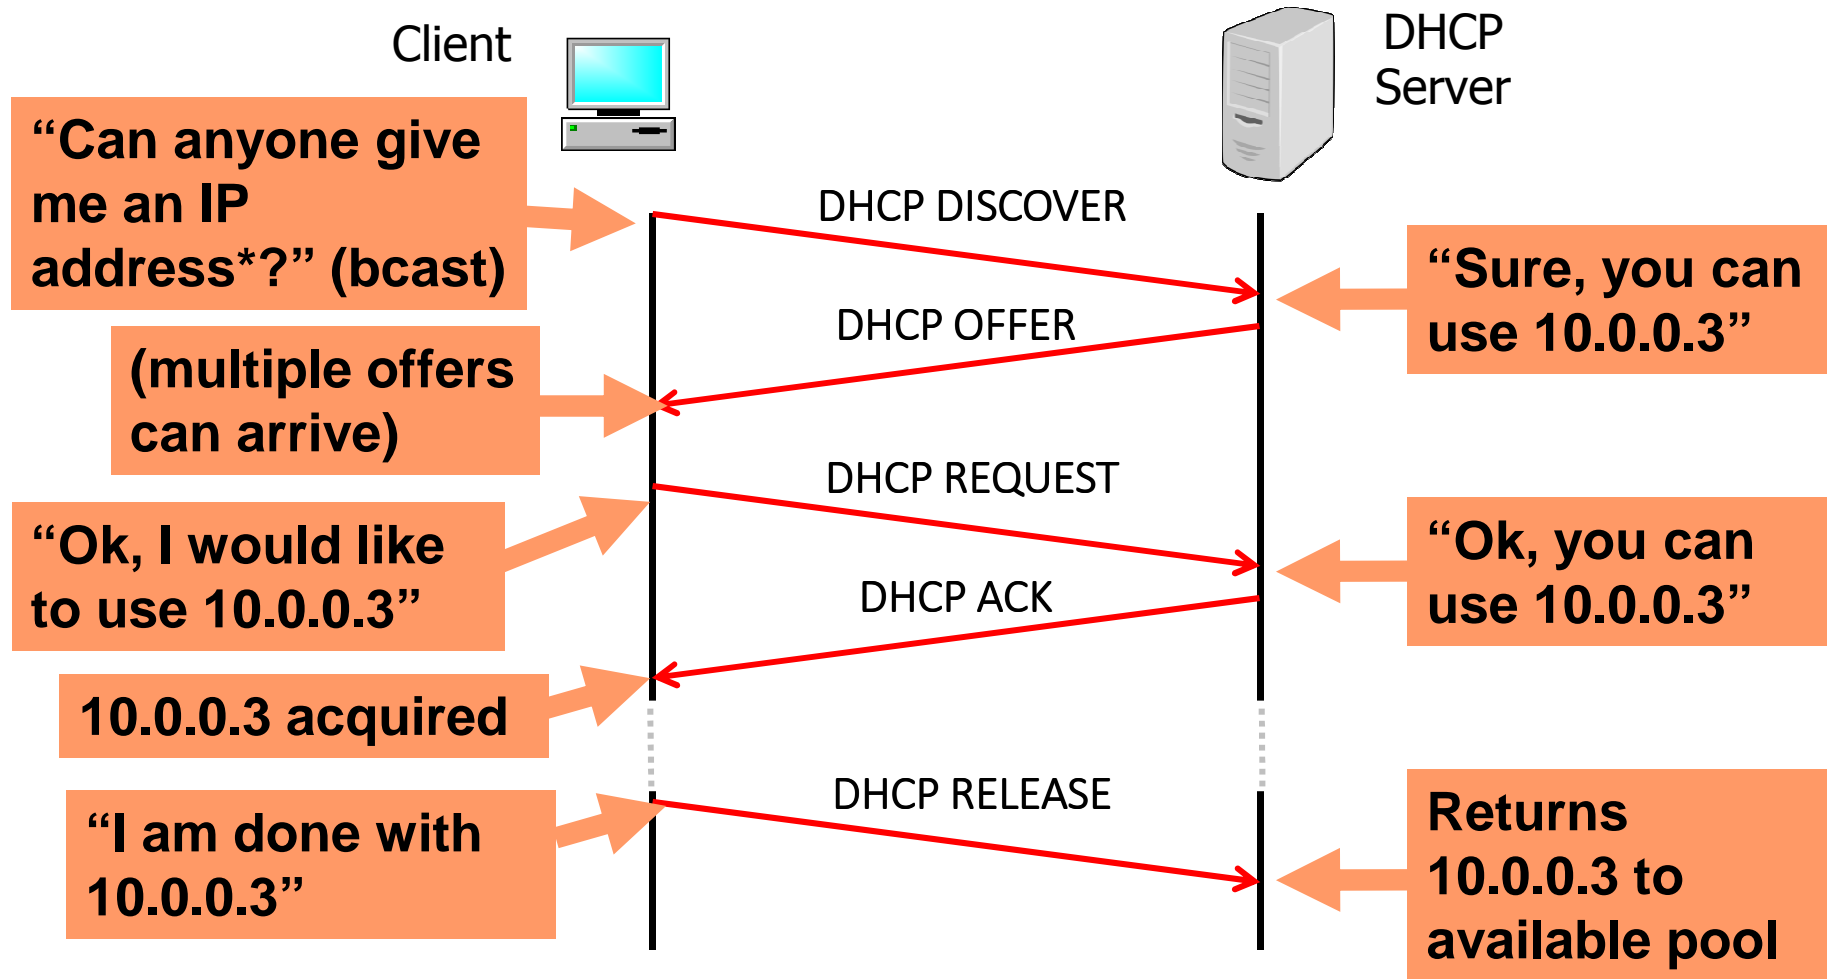 Client
DHCP
Server
“Can anyone give
me an IP
address*?” (bcast)
DHCP DISCOVER
“Sure, you can
use 10.0.0.3”
DHCP OFFER
(multiple offers
can arrive)
DHCP REQUEST
“Ok, I would like
to use 10.0.0.3”
“Ok, you can
use 10.0.0.3”
DHCP ACK
10.0.0.3 acquired
DHCP RELEASE
“I am done with
10.0.0.3”
Returns
10.0.0.3 to
available pool